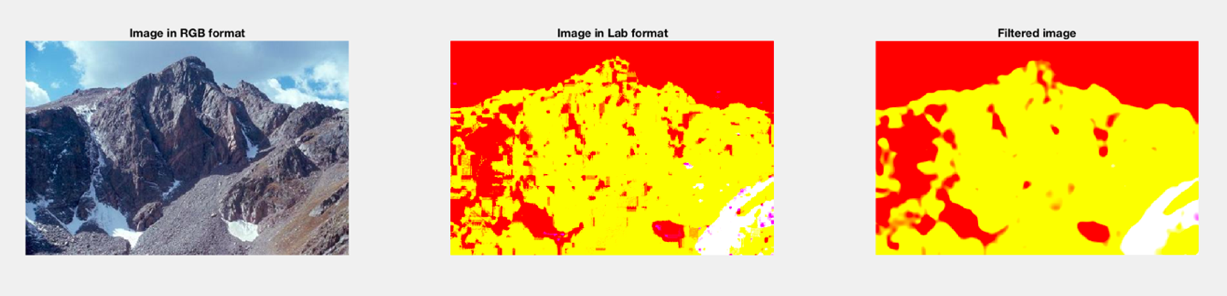 Image in RGB format
Image in Lab format
Filtered image